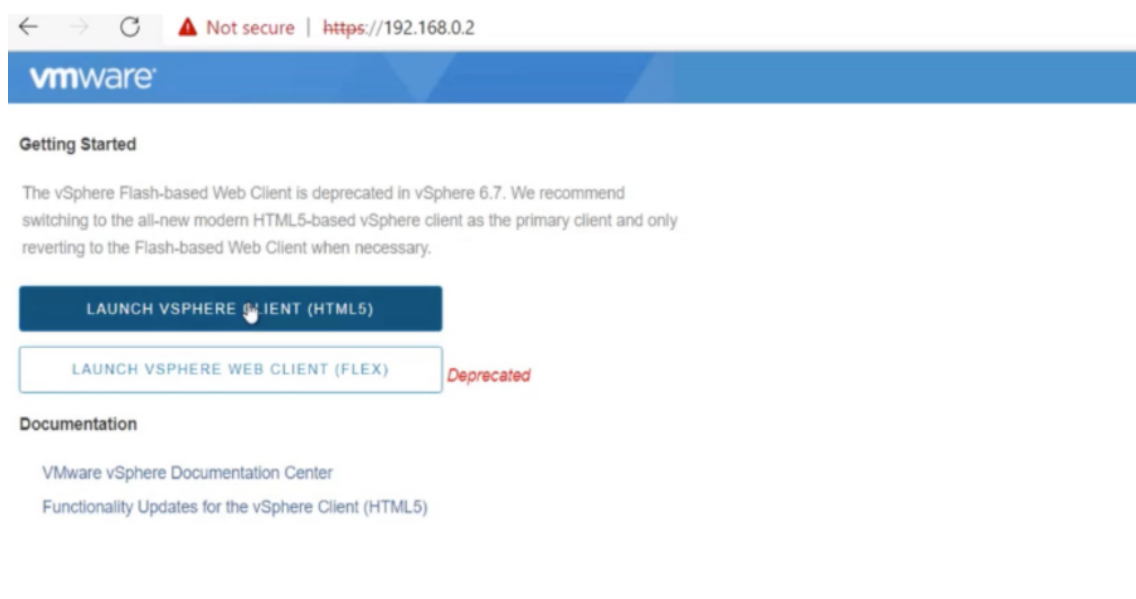 Not secure | https://192.168.0.2
vmware
Getting Started
The vSphere Flash-based Web Client is deprecated in vSphere 6.7. We recommend
switching to the all-new modern HTML5-based vSphere client as the primary client and only
reverting to the Flash-based Web Client when necessary.
LAUNCH VSPHERE CLIENT (HTML5)
LAUNCH VSPHERE WEB CLIENT (FLEX)
Deprecated
Documentation
VMware vSphere Documentation Center
Functionality Updates for the vSphere Client (HTML5)